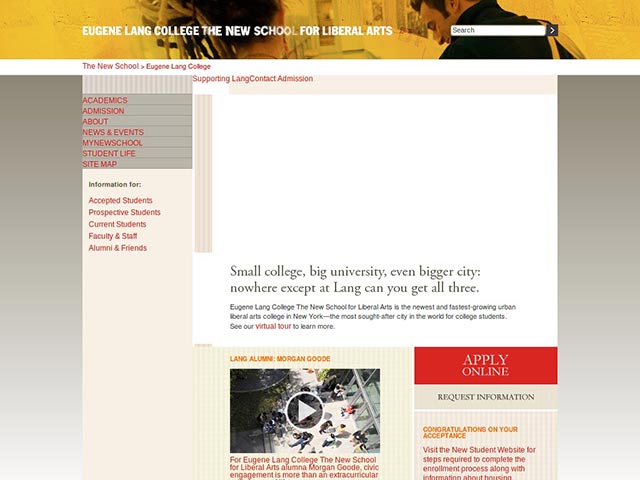 EUGENE LANG COLLEGE THE NEW SCHOOL FOR LIBERAL ARTS
Search
The New School > Eugene Lang College
Supporting LangContact Admission
ACADEMICS
ADMISSION
ABOUT
NEWS & EVENTS
MYNEWSCHOOL
STUDENT LIFE
SITE MAP
Information for:
Accepted Students
Prospective Students
Current Students
Faculty & Staff
Alumni & Friends
Small college, big university, even bigger city:
nowhere except at Lang can you get all three.
Eugene Lang College The New School for Liberal Arts is the newest and fastest-growing urban
liberal arts college in New York—the most sought-after city in the world for college students.
See our virtual tour to learn more.
LANG ALUMNI: MORGAN GOODE
For Eugene Lang College The New School
for Liberal Arts alumna Morgan Goode, civic
engagement is more than an extracurricular
APPLY
ONLINE
REQUEST INFORMATION
CONGRATULATIONS ON YOUR
ACCEPTANCE
Visit the New Student Website for
steps required to complete the
enrollment process along with
information about housing,